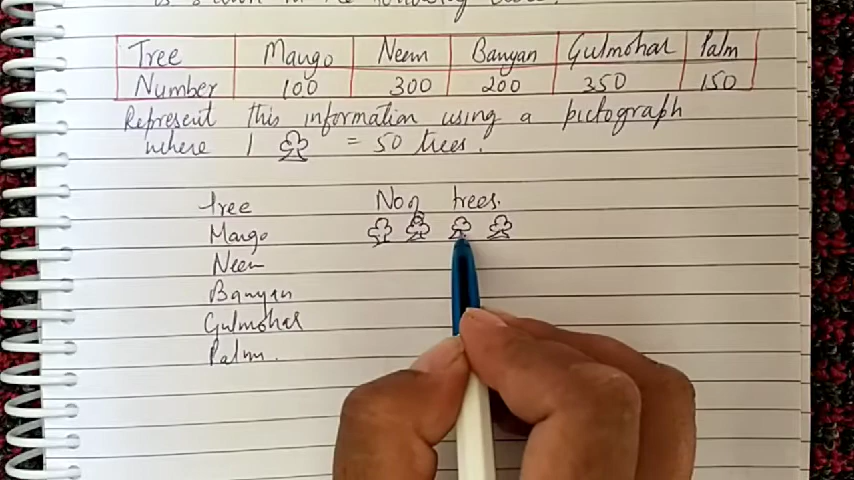 Tree Mango Neem Banyan Gulmohar Palm
Number 100 300 200 350 150
Represent this information using a pictograph
where 1 = 50 trees.
Tree No of trees.
Mango
Neem
Banyan
Gulmohar
Palm.